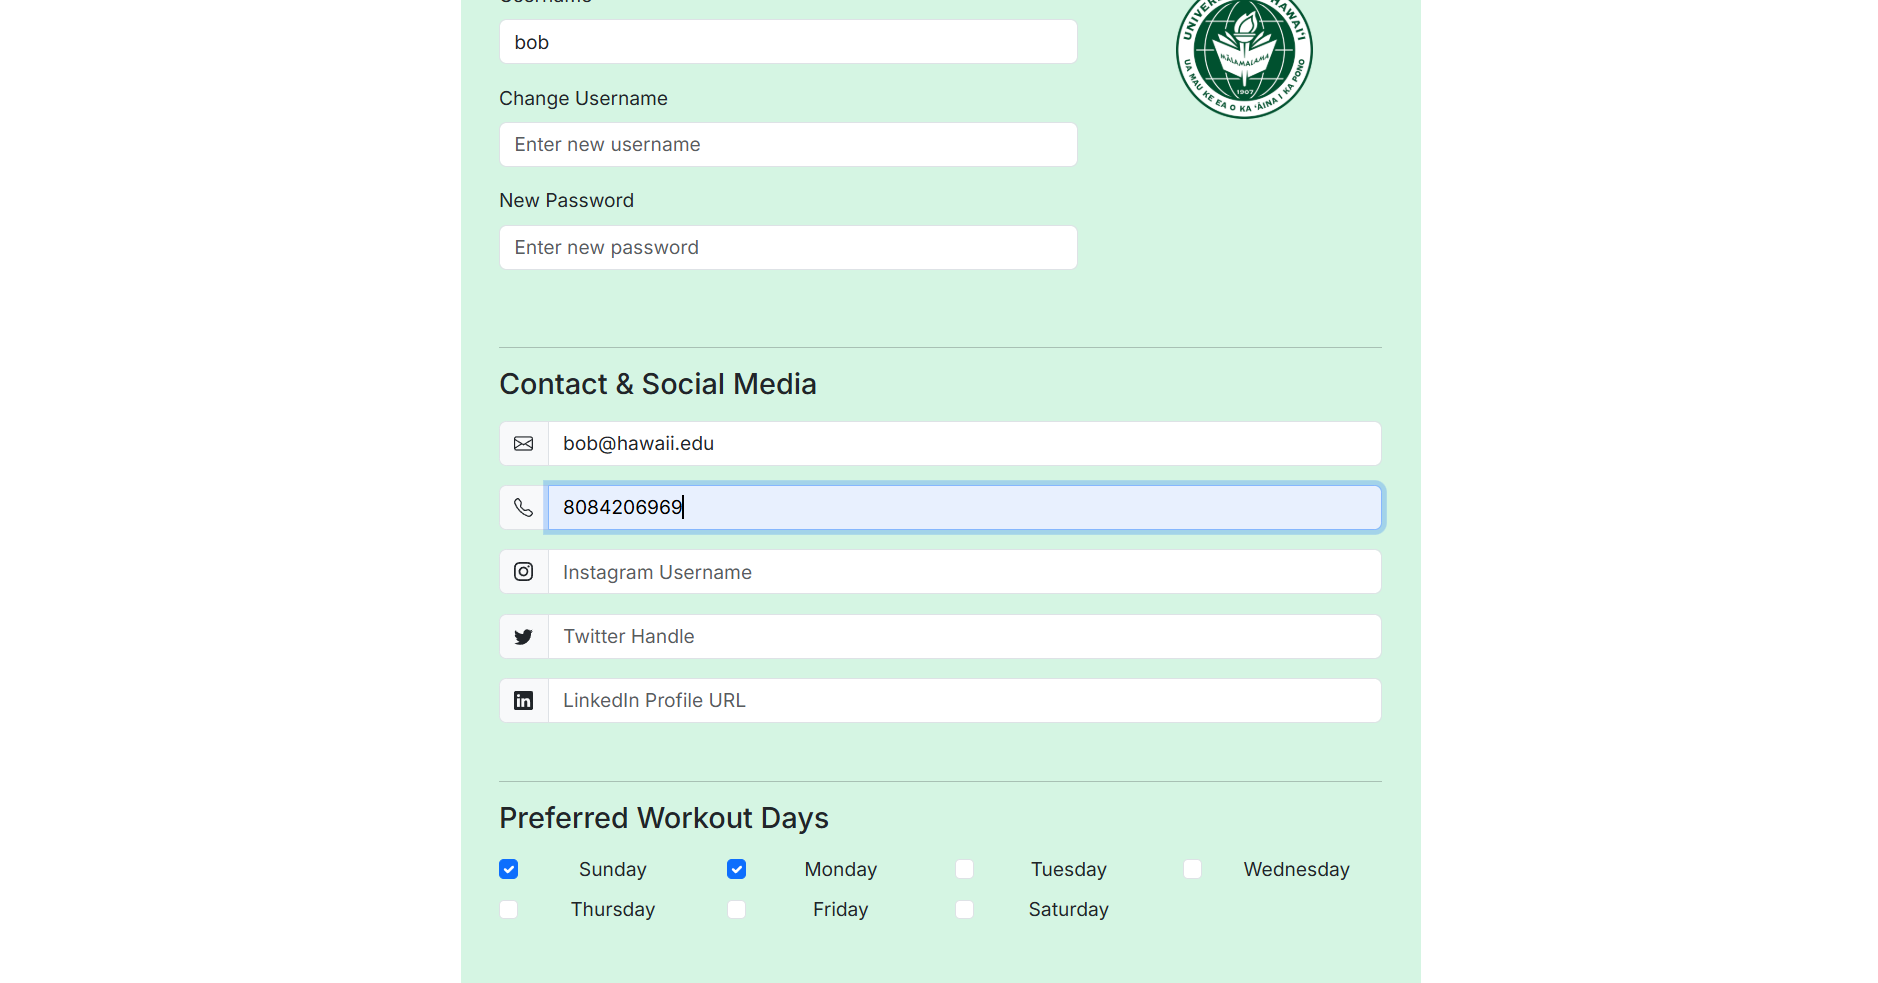 Username
bob
Change Username
Enter new username
New Password
Enter new password
UNIVER HAWAI‘I
MĀLAMALAMA
1907
UA MAU KE EA O KA ‘ĀINA I KA PONO
Contact & Social Media
bob@hawaii.edu
8084206969
Instagram Username
Twitter Handle
in LinkedIn Profile URL
Preferred Workout Days
Sunday Monday Tuesday Wednesday
Thursday Friday Saturday